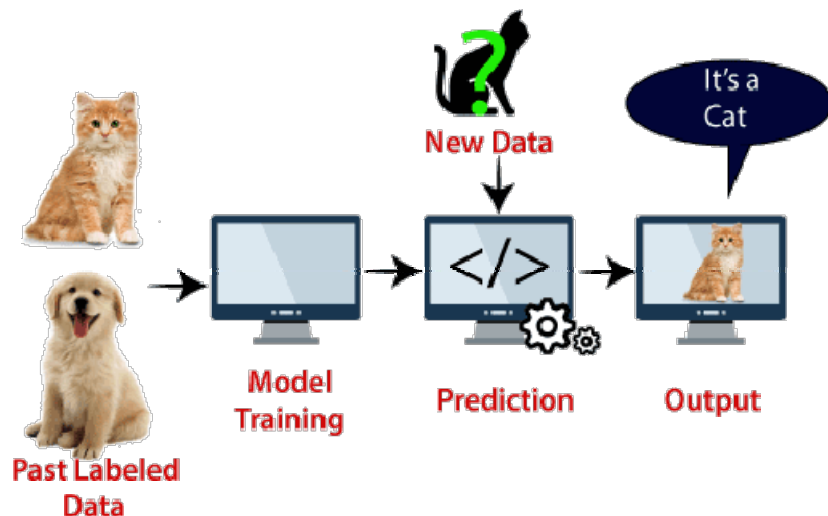 ?
New Data
It's a
Cat
</>
Model
Training
Prediction
Output
Past Labeled
Data